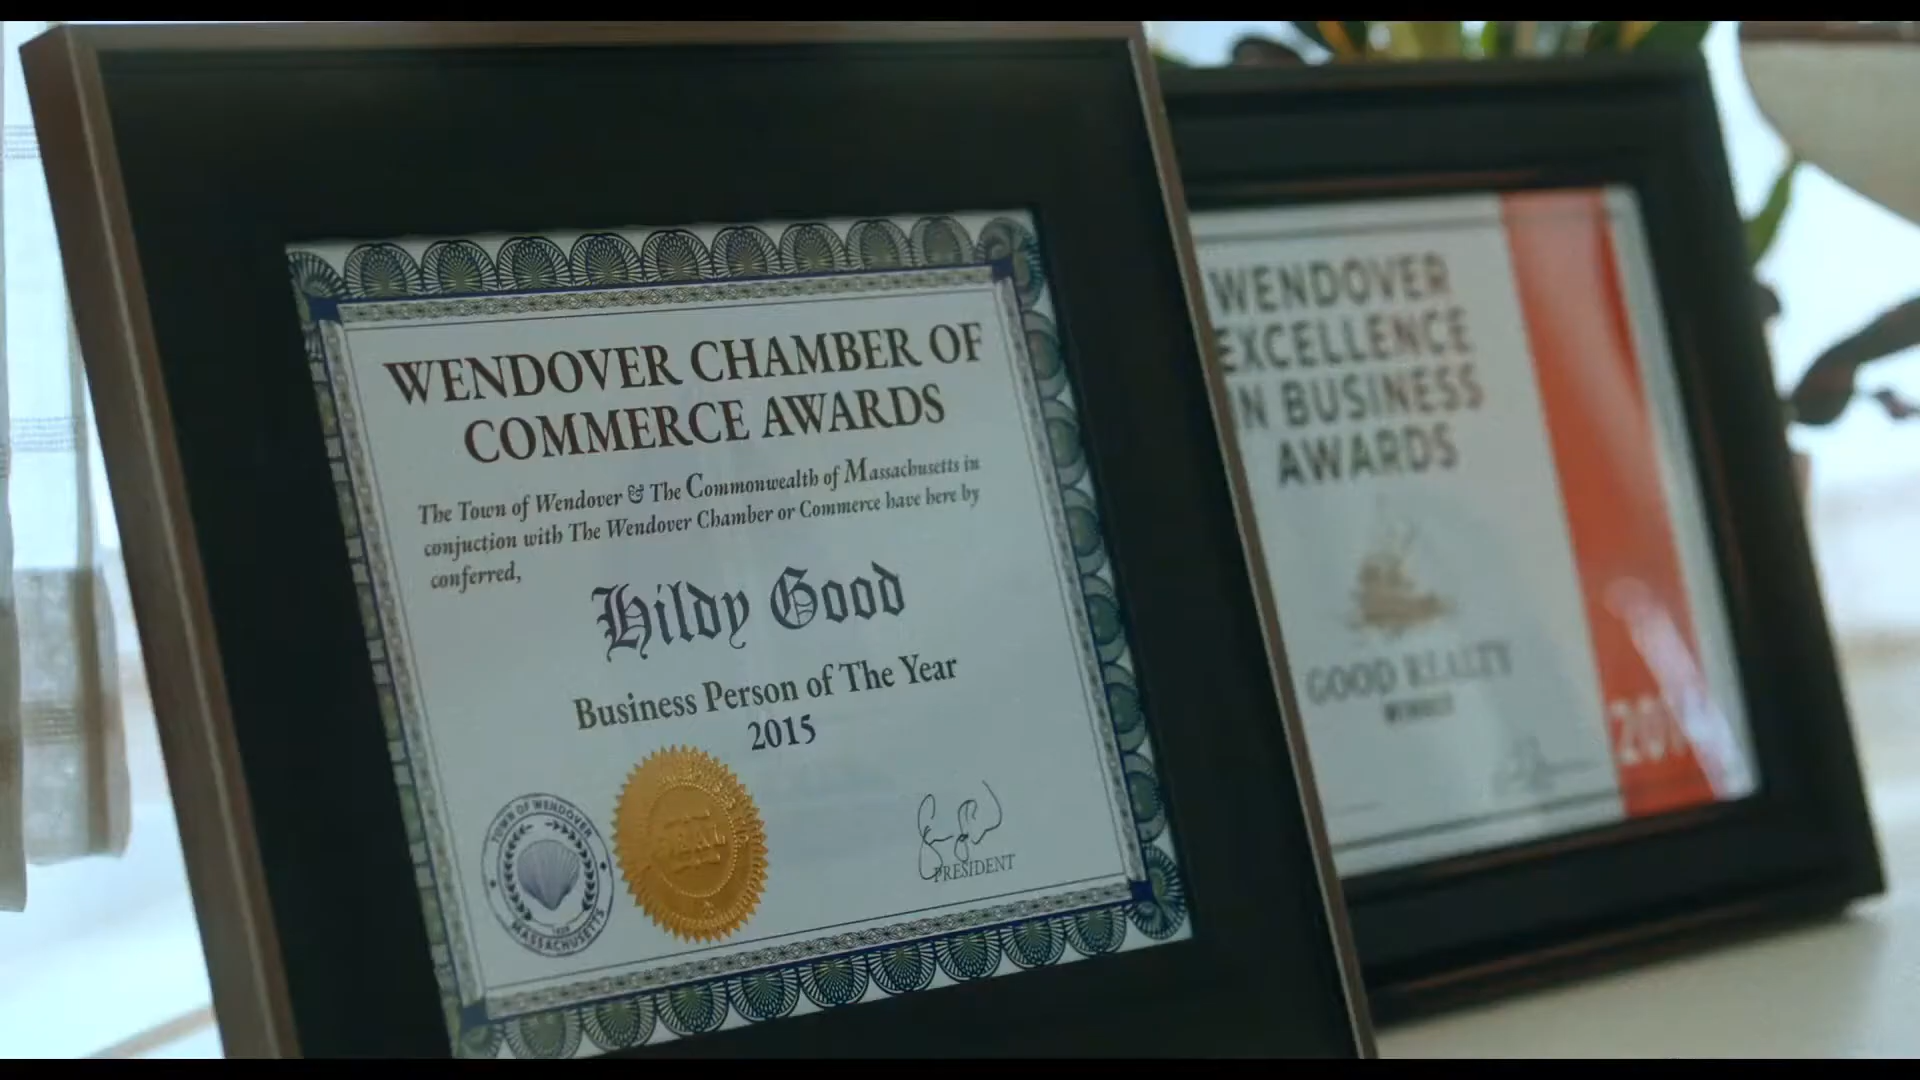 WENDOVER CHAMBER OF
COMMERCE AWARDS
The Town of Wendover & The Commonwealth of Massachusetts in
conjuction with The Wendover Chamber or Commerce have here by
conferred,
Hildy Good
Business Person of The Year
2015
TOWN OF WENDOVER
MASSACHUSETTS
SEAL
PRESIDENT
WENDOVER
EXCELLENCE
IN BUSINESS
AWARDS
GOOD REALTY
WINNER